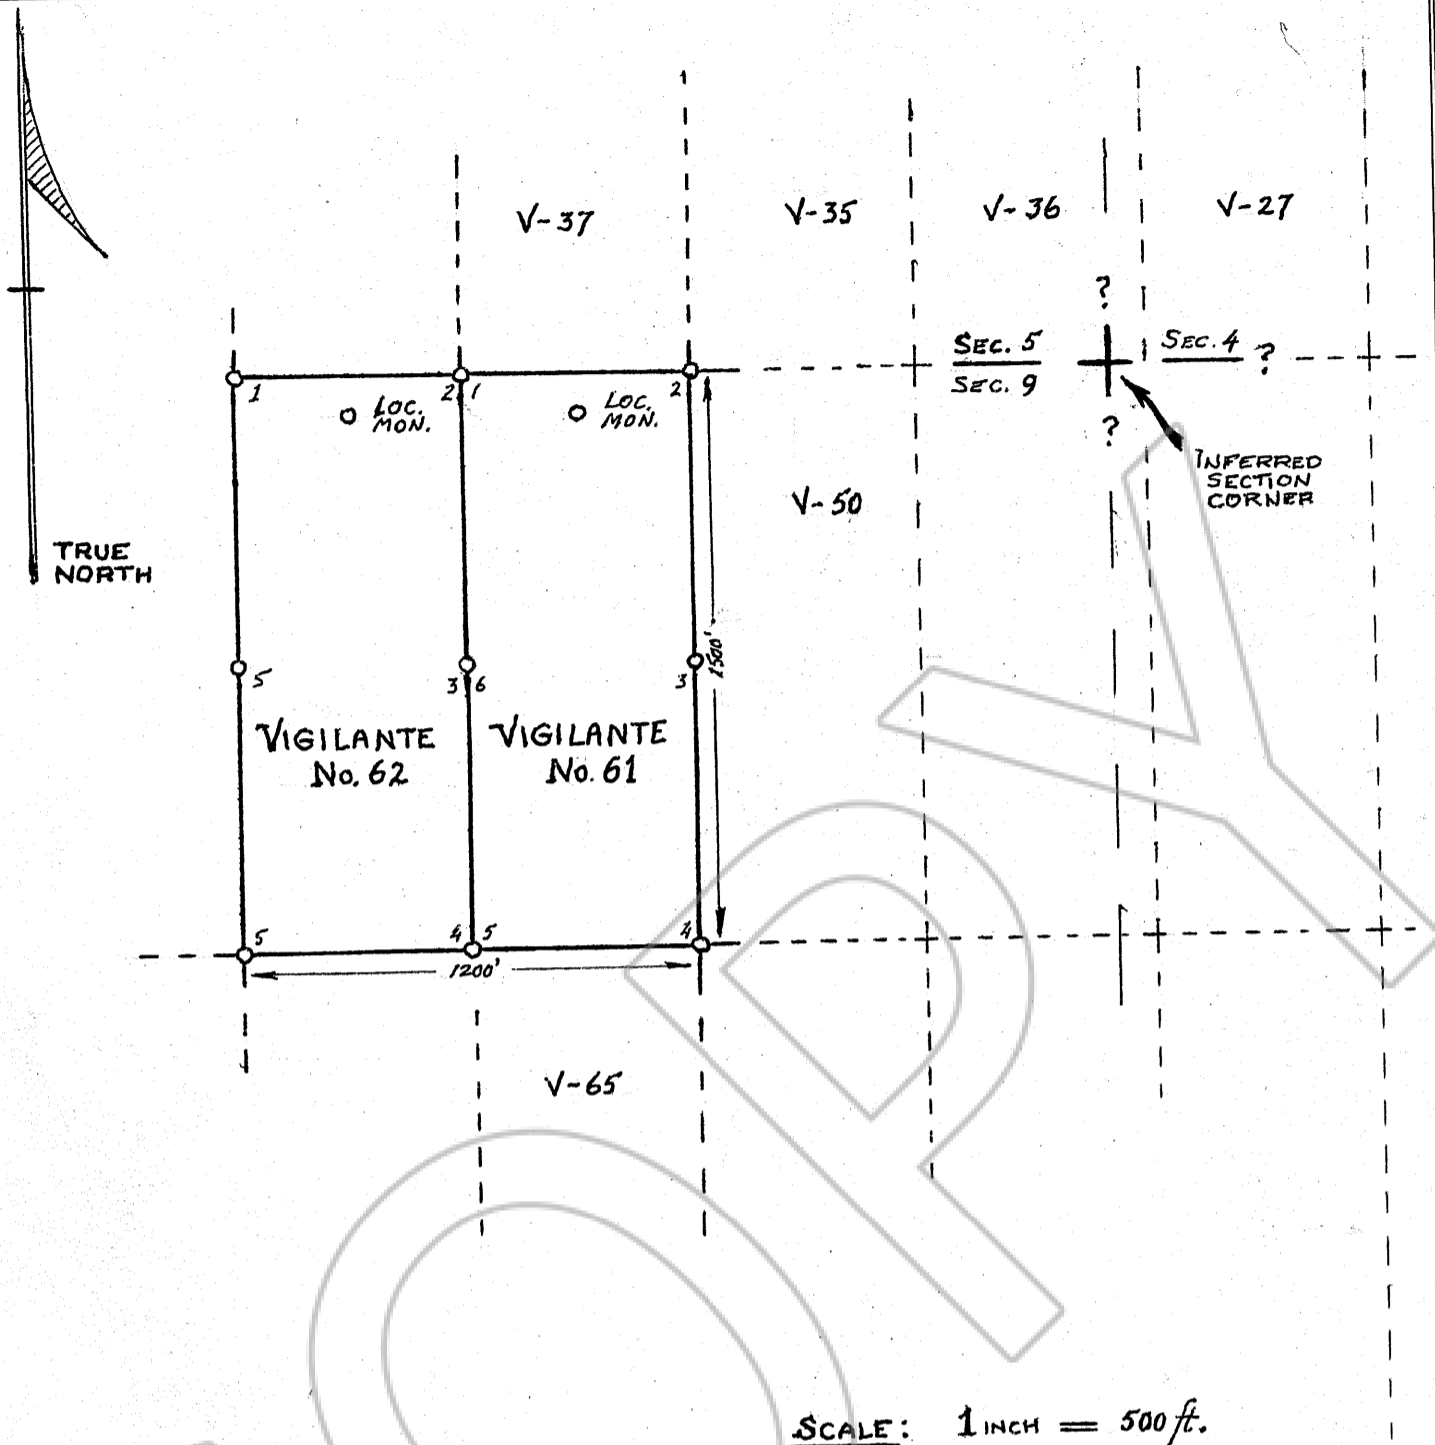 V-37
V-35
V-36
V-27
?
SEC. 5
SEC. 9
SEC. 4 ?
?
1
2 1
2
LOC.
MON.
LOC.
MON.
INFERRED
SECTION
CORNER
V-50
TRUE
NORTH
1500'
5
3 6
3
VIGILANTE
No. 62
VIGILANTE
No. 61
5
4 5
4
1200'
V-65
SCALE: 1 INCH = 500 ft.
COPY